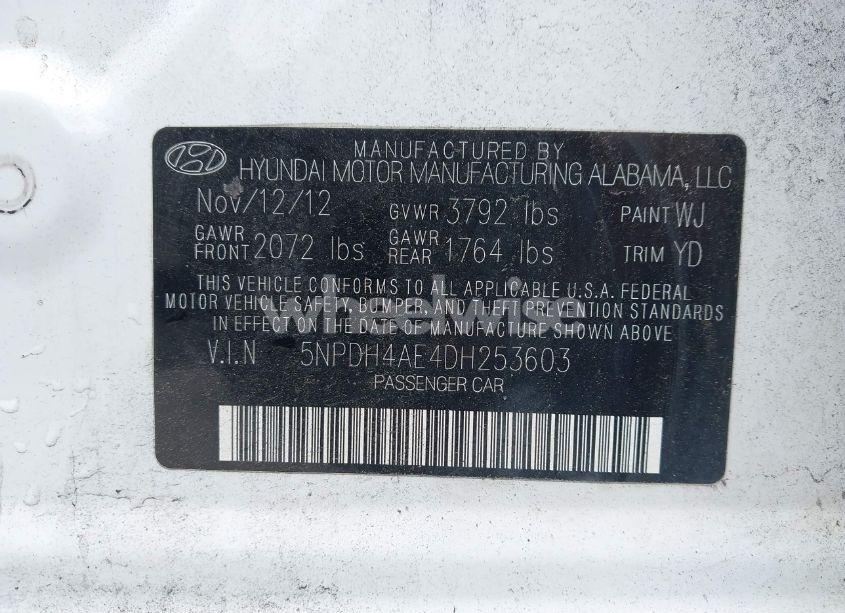 MANUFACTURED BY
HYUNDAI MOTOR MANUFACTURING ALABAMA, LLC
Nov/12/12 GVWR 3792 lbs PAINT WJ
GAWR FRONT 2072 lbs GAWR REAR 1764 lbs TRIM YD
THIS VEHICLE CONFORMS TO ALL APPLICABLE U.S.A. FEDERAL
MOTOR VEHICLE SAFETY, BUMPER, AND THEFT PREVENTION STANDARDS
IN EFFECT ON THE DATE OF MANUFACTURE SHOWN ABOVE
wheelwise
V.I.N 5NPDH4AE4DH253603
PASSENGER CAR